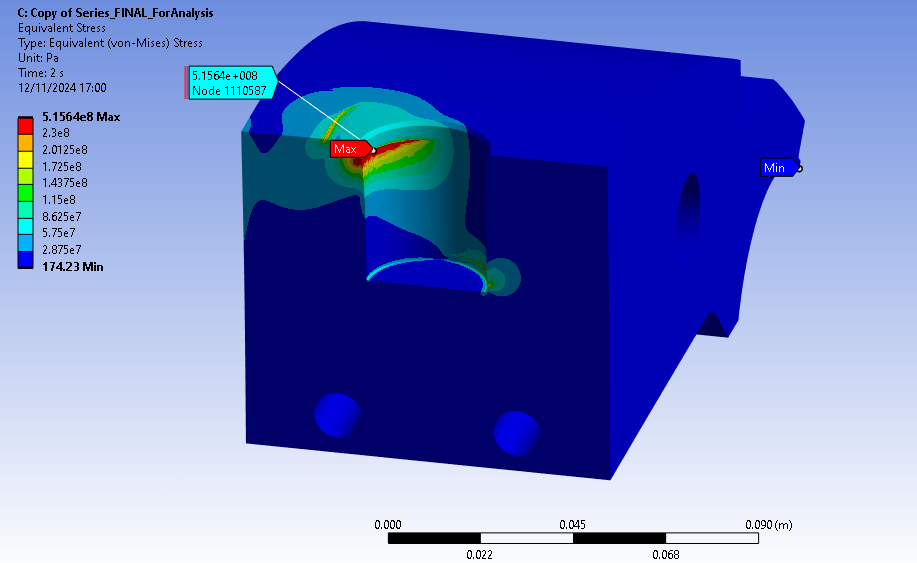 C: Copy of Series_FINAL_ForAnalysis
Equivalent Stress
Type: Equivalent (von-Mises) Stress
Unit: Pa
Time: 2 s
12/11/2024 17:00
5.1564e+008
Node 1110587
5.1564e8 Max
2.3e8
2.0125e8
1.725e8
1.4375e8
1.15e8
8.625e7
5.75e7
2.875e7
174.23 Min
Max
Min
0.000
0.045
0.090 (m)
0.022
0.068